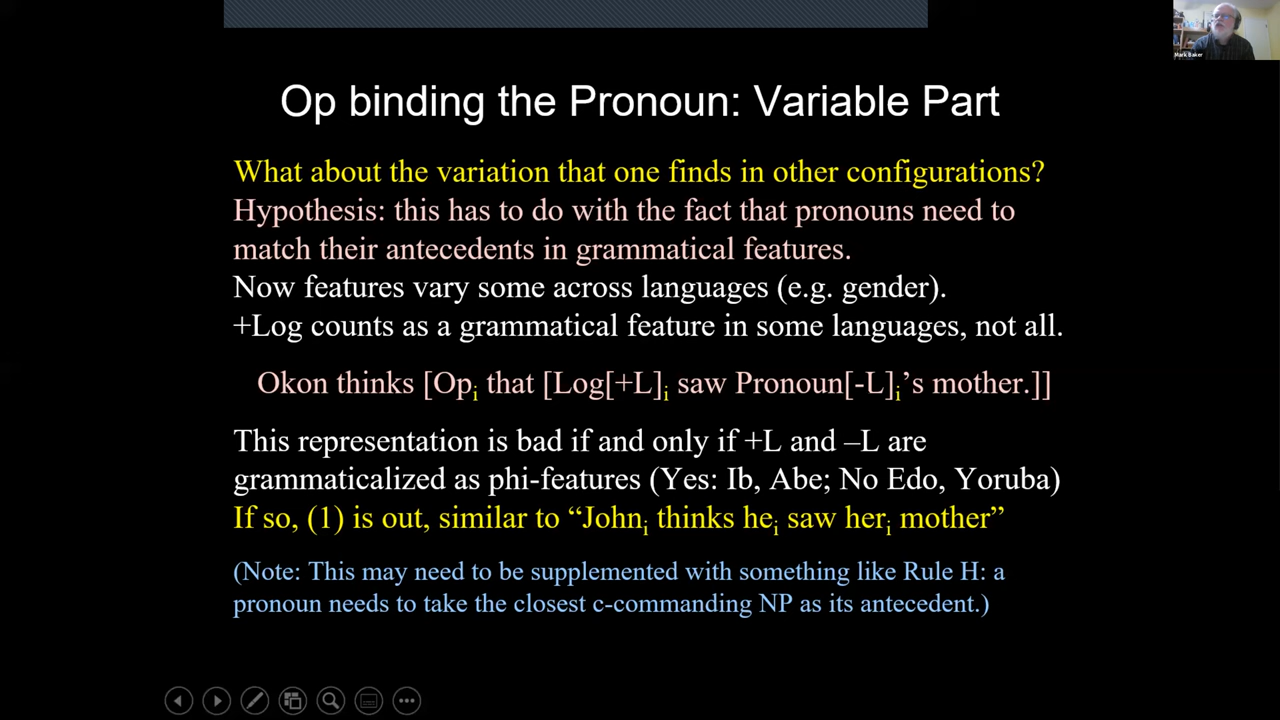 Mark Baker
Op binding the Pronoun: Variable Part
What about the variation that one finds in other configurations?
Hypothesis: this has to do with the fact that pronouns need to
match their antecedents in grammatical features.
Now features vary some across languages (e.g. gender).
+Log counts as a grammatical feature in some languages, not all.
Okon thinks [Opi that [Log[+L]i saw Pronoun[-L]i’s mother.]]
This representation is bad if and only if +L and –L are
grammaticalized as phi-features (Yes: Ib, Abe; No Edo, Yoruba)
If so, (1) is out, similar to “Johni thinks hei saw heri mother”
(Note: This may need to be supplemented with something like Rule H: a
pronoun needs to take the closest c-commanding NP as its antecedent.)